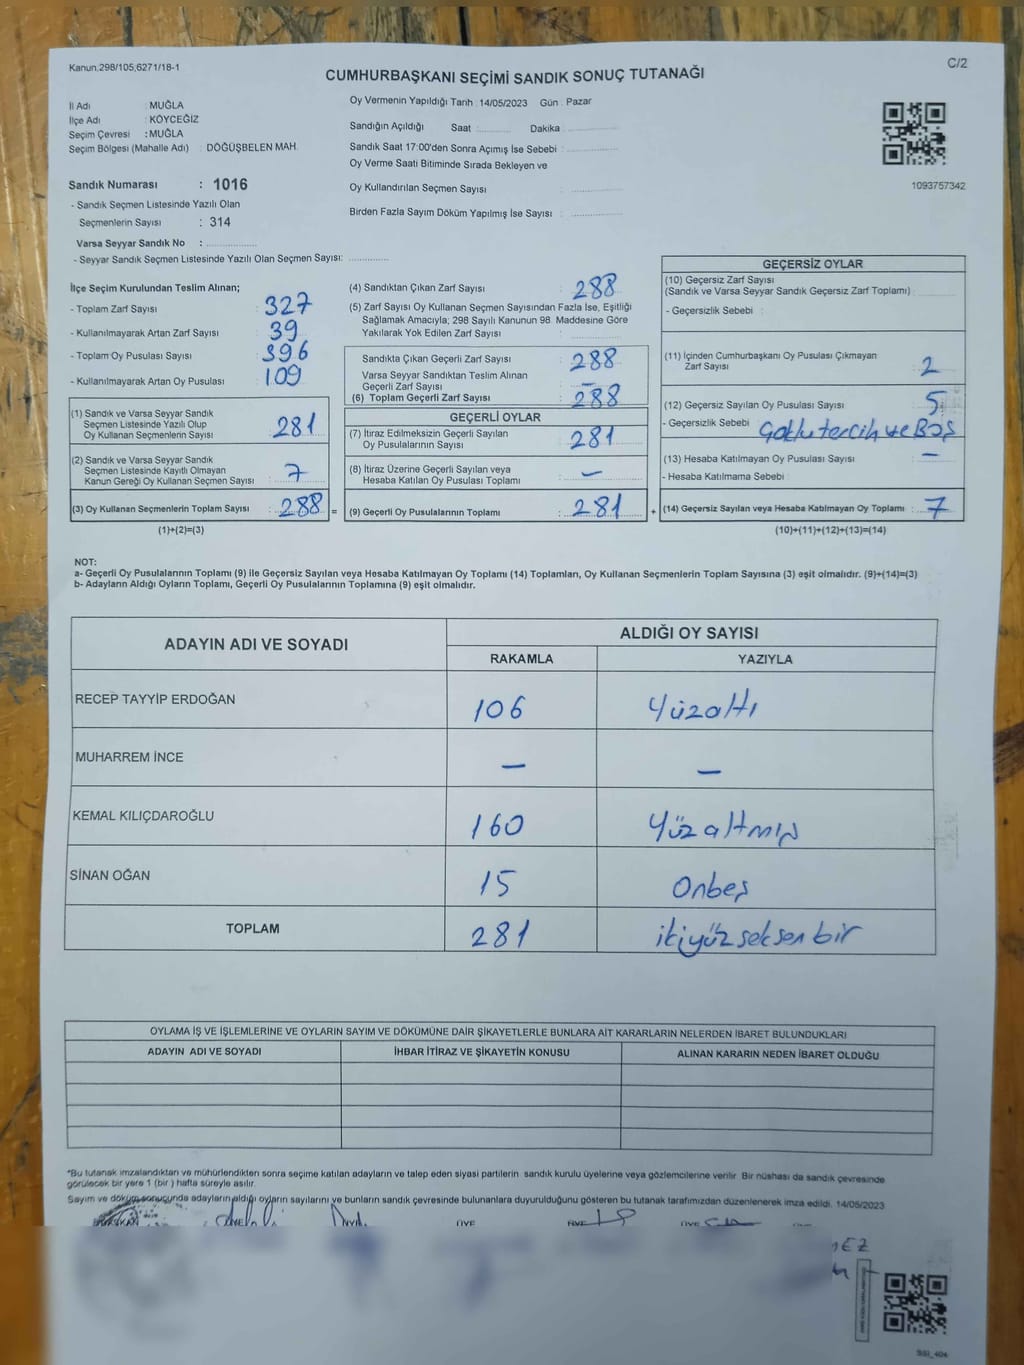 Kanun,298/105,6271/18-1
C/2
CUMHURBAŞKANI SEÇİMİ SANDIK SONUÇ TUTANAĞI
İl Adı : MUĞLA
İlçe Adı : KÖYCEĞİZ
Seçim Çevresi : MUĞLA
Seçim Bölgesi (Mahalle Adı) : DÖĞÜŞBELEN MAH.
Sandık Numarası : 1016
- Sandık Seçmen Listesinde Yazılı Olan
Seçmenlerin Sayısı : 314
Varsa Seyyar Sandık No : ...............
- Seyyar Sandık Seçmen Listesinde Yazılı Olan Seçmen Sayısı: ............
Oy Vermenin Yapıldığı Tarih : 14/05/2023 Gün : Pazar
Sandığın Açıldığı Saat : ........... Dakika : ...............
Sandık Saat 17:00'den Sonra Açımış İse Sebebi : ...............
Oy Verme Saati Bitiminde Sırada Bekleyen ve
Oy Kullandırılan Seçmen Sayısı : ...............
Birden Fazla Sayım Döküm Yapılmış İse Sayısı : ...............
1093757342
İlçe Seçim Kurulundan Teslim Alınan;
- Toplam Zarf Sayısı : 327
- Kullanılmayarak Artan Zarf Sayısı : 39
- Toplam Oy Pusulası Sayısı : 396
- Kullanılmayarak Artan Oy Pusulası : 109
(1) Sandık ve Varsa Seyyar Sandık
Seçmen Listesinde Yazılı Olup
Oy Kullanan Seçmenlerin Sayısı : 281
(2) Sandık ve Varsa Seyyar Sandık
Seçmen Listesinde Kayıtlı Olmayan
Kanun Gereği Oy Kullanan Seçmen Sayısı : 7
(3) Oy Kullanan Seçmenlerin Toplam Sayısı : 288 =
(1)+(2)=(3)
(4) Sandıktan Çıkan Zarf Sayısı : 288
(5) Zarf Sayısı Oy Kullanan Seçmen Sayısından Fazla İse, Eşitliği
Sağlamak Amacıyla; 298 Sayılı Kanunun 98. Maddesine Göre
Yakılarak Yok Edilen Zarf Sayısı :
Sandıkta Çıkan Geçerli Zarf Sayısı : 288
Varsa Seyyar Sandıktan Teslim Alınan
Geçerli Zarf Sayısı : —
(6) Toplam Geçerli Zarf Sayısı : 288
GEÇERLİ OYLAR
(7) İtiraz Edilmeksizin Geçerli Sayılan
Oy Pusulalarının Sayısı : 281
(8) İtiraz Üzerine Geçerli Sayılan veya
Hesaba Katılan Oy Pusulası Toplamı : —
(9) Geçerli Oy Pusulalarının Toplamı : 281 +
GEÇERSİZ OYLAR
(10) Geçersiz Zarf Sayısı
(Sandık ve Varsa Seyyar Sandık Geçersiz Zarf Toplamı) :
- Geçersizlik Sebebi :
(11) İçinden Cumhurbaşkanı Oy Pusulası Çıkmayan
Zarf Sayısı : 2
(12) Geçersiz Sayılan Oy Pusulası Sayısı : 5
- Geçersizlik Sebebi : Çoklu tercih ve Boş
(13) Hesaba Katılmayan Oy Pusulası Sayısı : —
- Hesaba Katılmama Sebebi :
(14) Geçersiz Sayılan veya Hesaba Katılmayan Oy Toplamı : 7
(10)+(11)+(12)+(13)=(14)
NOT:
a- Geçerli Oy Pusulalarının Toplamı (9) ile Geçersiz Sayılan veya Hesaba Katılmayan Oy Toplamı (14) Toplamları, Oy Kullanan Seçmenlerin Toplam Sayısına (3) eşit olmalıdır. (9)+(14)=(3)
b- Adayların Aldığı Oyların Toplamı, Geçerli Oy Pusulalarının Toplamına (9) eşit olmalıdır.
ADAYIN ADI VE SOYADI ALDIĞI OY SAYISI
RAKAMLA YAZIYLA
RECEP TAYYİP ERDOĞAN 106 Yüzaltı
MUHARREM İNCE — —
KEMAL KILIÇDAROĞLU 160 Yüzaltmış
SİNAN OĞAN 15 Onbeş
TOPLAM 281 ikiyüzseksenbir
OYLAMA İŞ VE İŞLEMLERİNE VE OYLARIN SAYIM VE DÖKÜMÜNE DAİR ŞİKAYETLERLE BUNLARA AİT KARARLARIN NELERDEN İBARET BULUNDUKLARI
ADAYIN ADI VE SOYADI İHBAR İTİRAZ VE ŞİKAYETİN KONUSU ALINAN KARARIN NEDEN İBARET OLDUĞU
*Bu tutanak imzalandıktan ve mühürlendikten sonra seçime katılan adayların ve talep eden siyasi partilerin sandık kurulu üyelerine veya gözlemcilerine verilir. Bir nüshası da sandık çevresinde
görülecek bir yere 1 (bir ) hafta süreyle asılır.
Sayım ve döküm sonucunda adayların aldığı oyların sayılarını ve bunların sandık çevresinde bulunanlara duyurulduğunu gösteren bu tutanak tarafımızdan düzenlenerek imza edildi. 14/05/2023
BAŞKAN ÜYE ÜYE ÜYE ÜYE